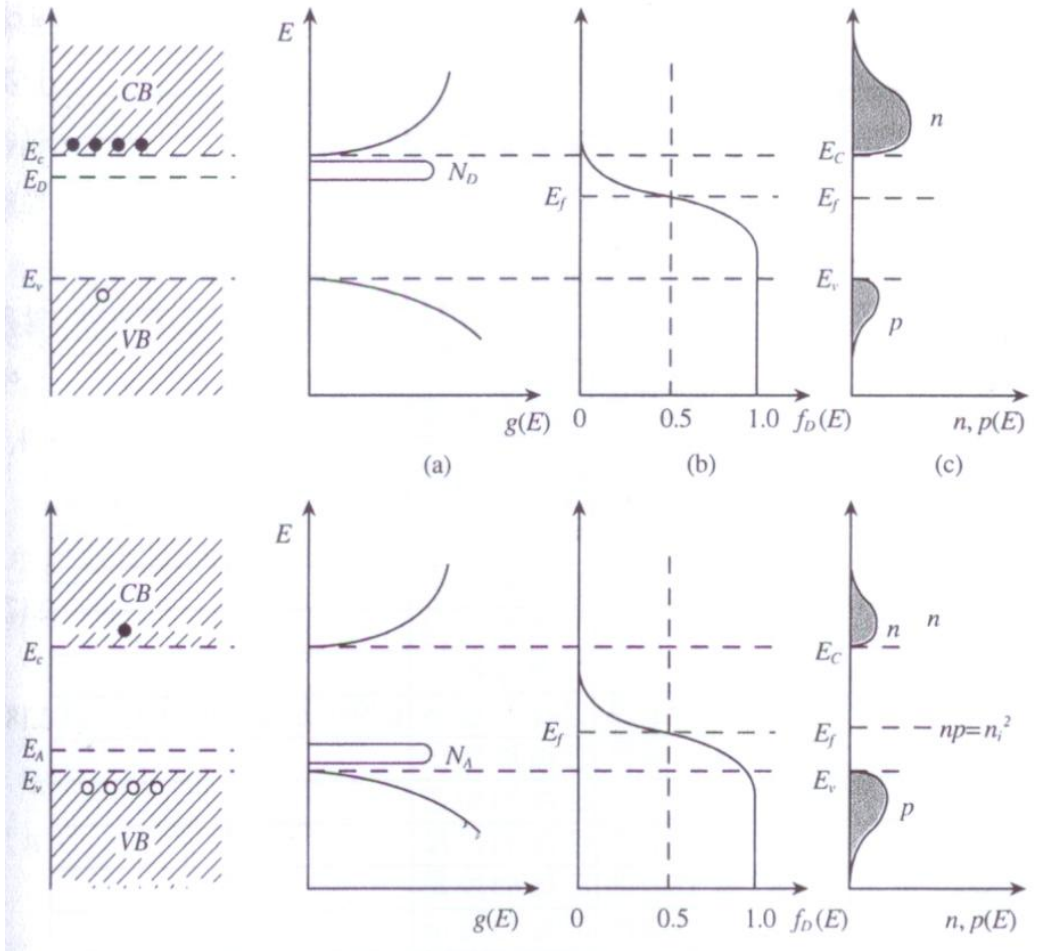 E
CB
n
E_c
E_D
N_D
E_C
E_f
E_f
E_v
E_v
VB
p
g(E) 0 0.5 1.0 f_D(E) n, p(E)
(a) (b) (c)
E
CB
n n
E_c
E_C
E_A
N_A
E_f
E_f np=n_i^2
E_v
E_v
VB
p
g(E) 0 0.5 1.0 f_D(E) n, p(E)